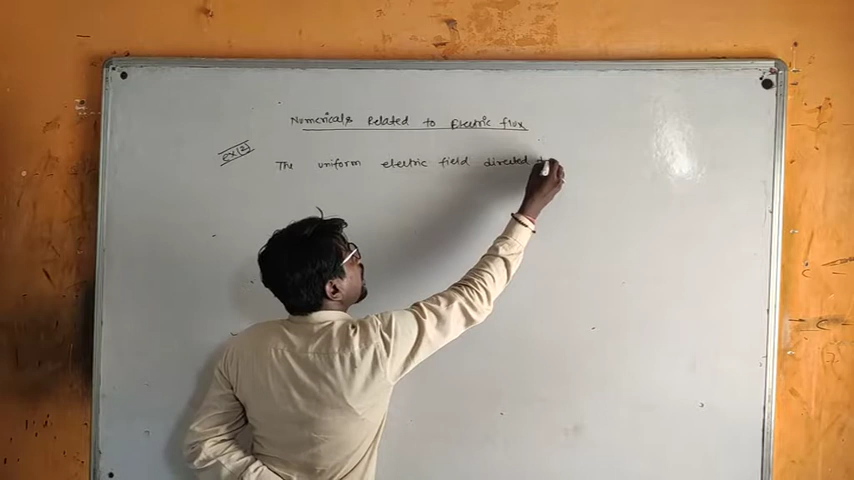 Numericals Related to Electric flux
Ex(2)
The uniform electric field directed